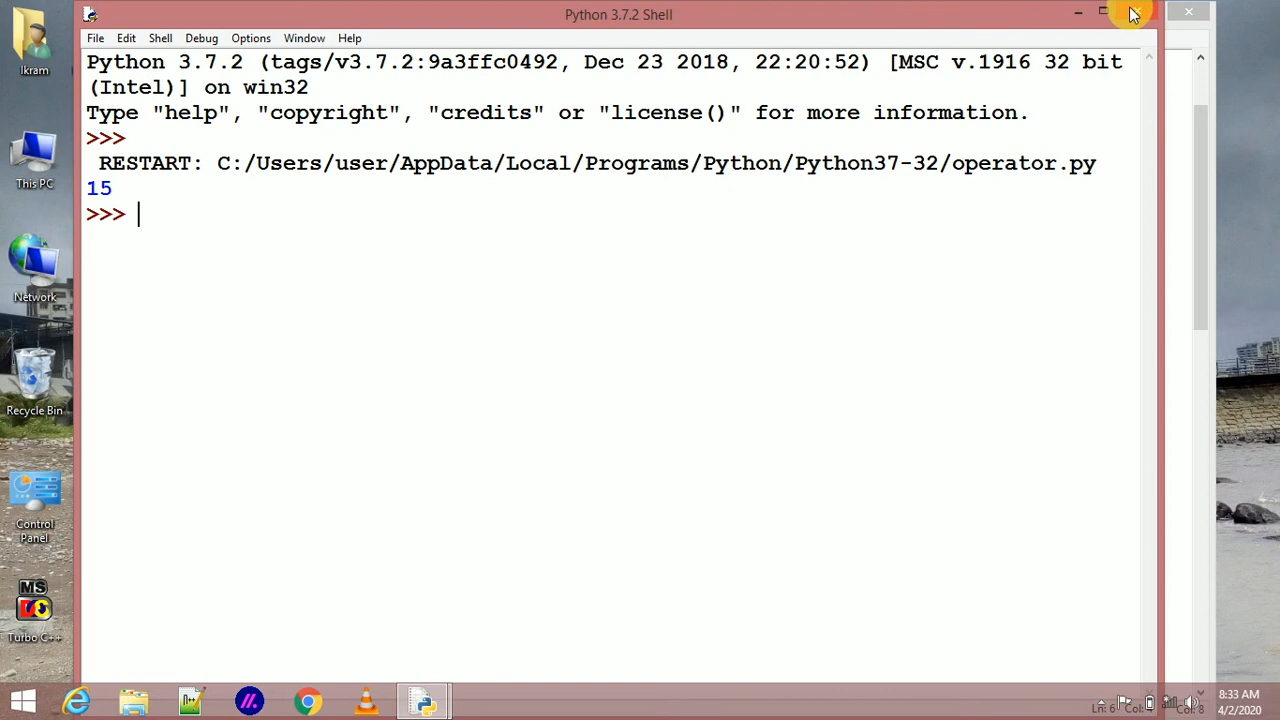 Python 3.7.2 Shell
File Edit Shell Debug Options Window Help
Python 3.7.2 (tags/v3.7.2:9a3ffc0492, Dec 23 2018, 22:20:52) [MSC v.1916 32 bit
(Intel)] on win32
Type "help", "copyright", "credits" or "license()" for more information.
>>>
RESTART: C:/Users/user/AppData/Local/Programs/Python/Python37-32/operator.py
15
>>>
Ikram
This PC
Network
Recycle Bin
Control
Panel
MS
Turbo C++
Ln: 6
8:33 AM
4/2/2020